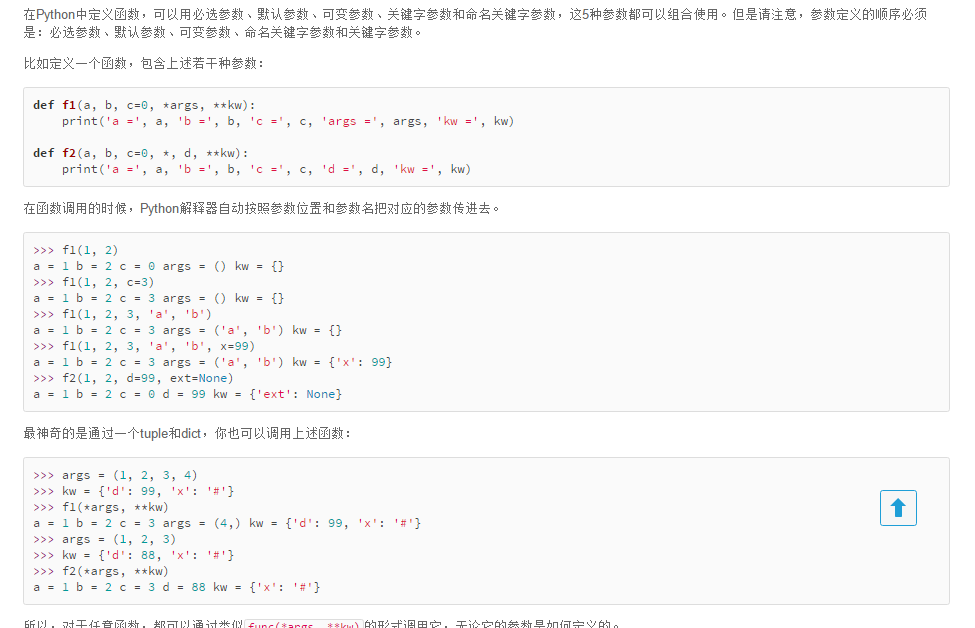 在Python中定义函数，可以用必选参数、默认参数、可变参数、关键字参数和命名关键字参数，这5种参数都可以组合使用。但是请注意，参数定义的顺序必须
是：必选参数、默认参数、可变参数、命名关键字参数和关键字参数。
比如定义一个函数，包含上述若干种参数：
def f1(a, b, c=0, *args, **kw):
    print('a =', a, 'b =', b, 'c =', c, 'args =', args, 'kw =', kw)
def f2(a, b, c=0, *, d, **kw):
    print('a =', a, 'b =', b, 'c =', c, 'd =', d, 'kw =', kw)
在函数调用的时候，Python解释器自动按照参数位置和参数名把对应的参数传进去。
>>> f1(1, 2)
a = 1 b = 2 c = 0 args = () kw = {}
>>> f1(1, 2, c=3)
a = 1 b = 2 c = 3 args = () kw = {}
>>> f1(1, 2, 3, 'a', 'b')
a = 1 b = 2 c = 3 args = ('a', 'b') kw = {}
>>> f1(1, 2, 3, 'a', 'b', x=99)
a = 1 b = 2 c = 3 args = ('a', 'b') kw = {'x': 99}
>>> f2(1, 2, d=99, ext=None)
a = 1 b = 2 c = 0 d = 99 kw = {'ext': None}
最神奇的是通过一个tuple和dict，你也可以调用上述函数：
>>> args = (1, 2, 3, 4)
>>> kw = {'d': 99, 'x': '#'}
>>> f1(*args, **kw)
a = 1 b = 2 c = 3 args = (4,) kw = {'d': 99, 'x': '#'}
>>> args = (1, 2, 3)
>>> kw = {'d': 88, 'x': '#'}
>>> f2(*args, **kw)
a = 1 b = 2 c = 3 d = 88 kw = {'x': '#'}
所以，对于任意函数，都可以通过类似func(*args, **kw)的形式调用它，无论它的参数是如何定义的。